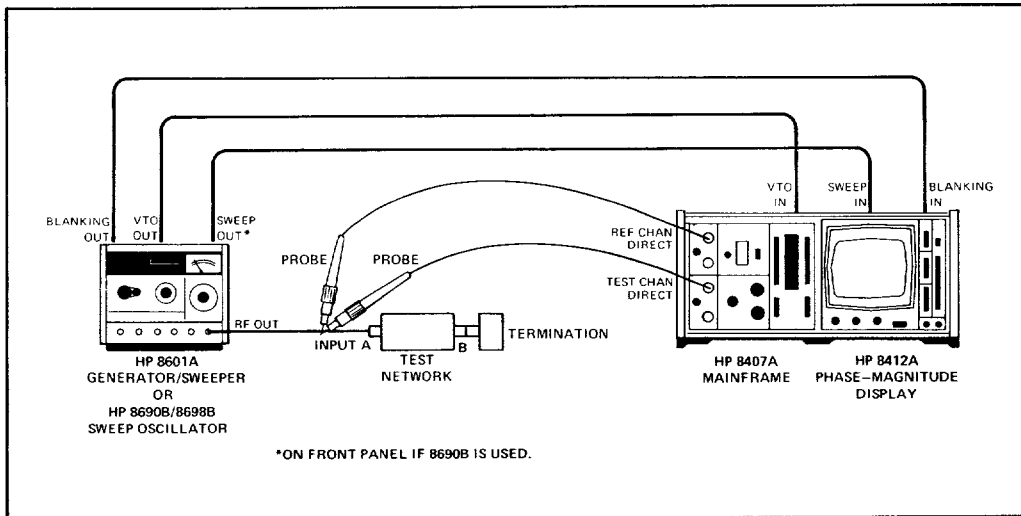 BLANKING
OUT
VTO
OUT
SWEEP
OUT*
PROBE
PROBE
REF CHAN
DIRECT
TEST CHAN
DIRECT
VTO
IN
SWEEP
IN
BLANKING
IN
RF OUT
INPUT A
B
TERMINATION
TEST
NETWORK
HP 8601A
GENERATOR/SWEEPER
OR
HP 8690B/8698B
SWEEP OSCILLATOR
HP 8407A
MAINFRAME
HP 8412A
PHASE-MAGNITUDE
DISPLAY
*ON FRONT PANEL IF 8690B IS USED.